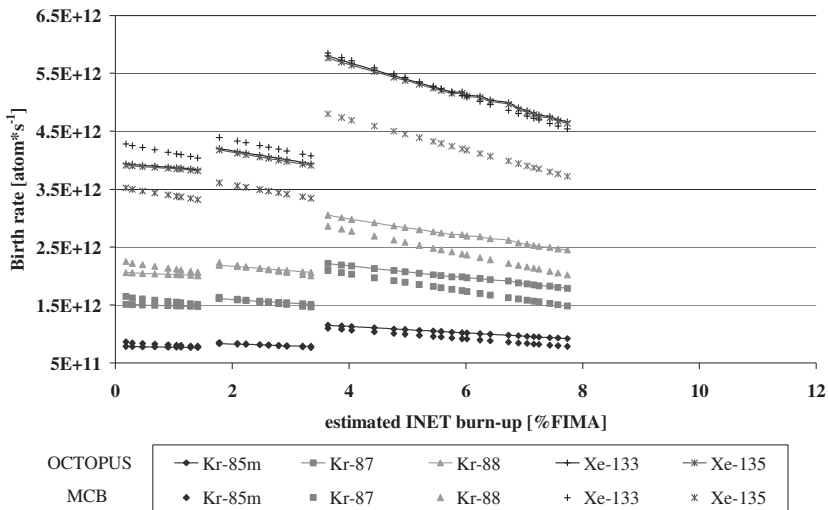 6.5E+12
5.5E+12
4.5E+12
3.5E+12
2.5E+12
1.5E+12
5E+11
Birth rate [atom*s-1]
0 2 4 6 8 10 12
estimated INET burn-up [%FIMA]
OCTOPUS Kr-85m Kr-87 Kr-88 Xe-133 Xe-135
MCB Kr-85m Kr-87 Kr-88 Xe-133 Xe-135